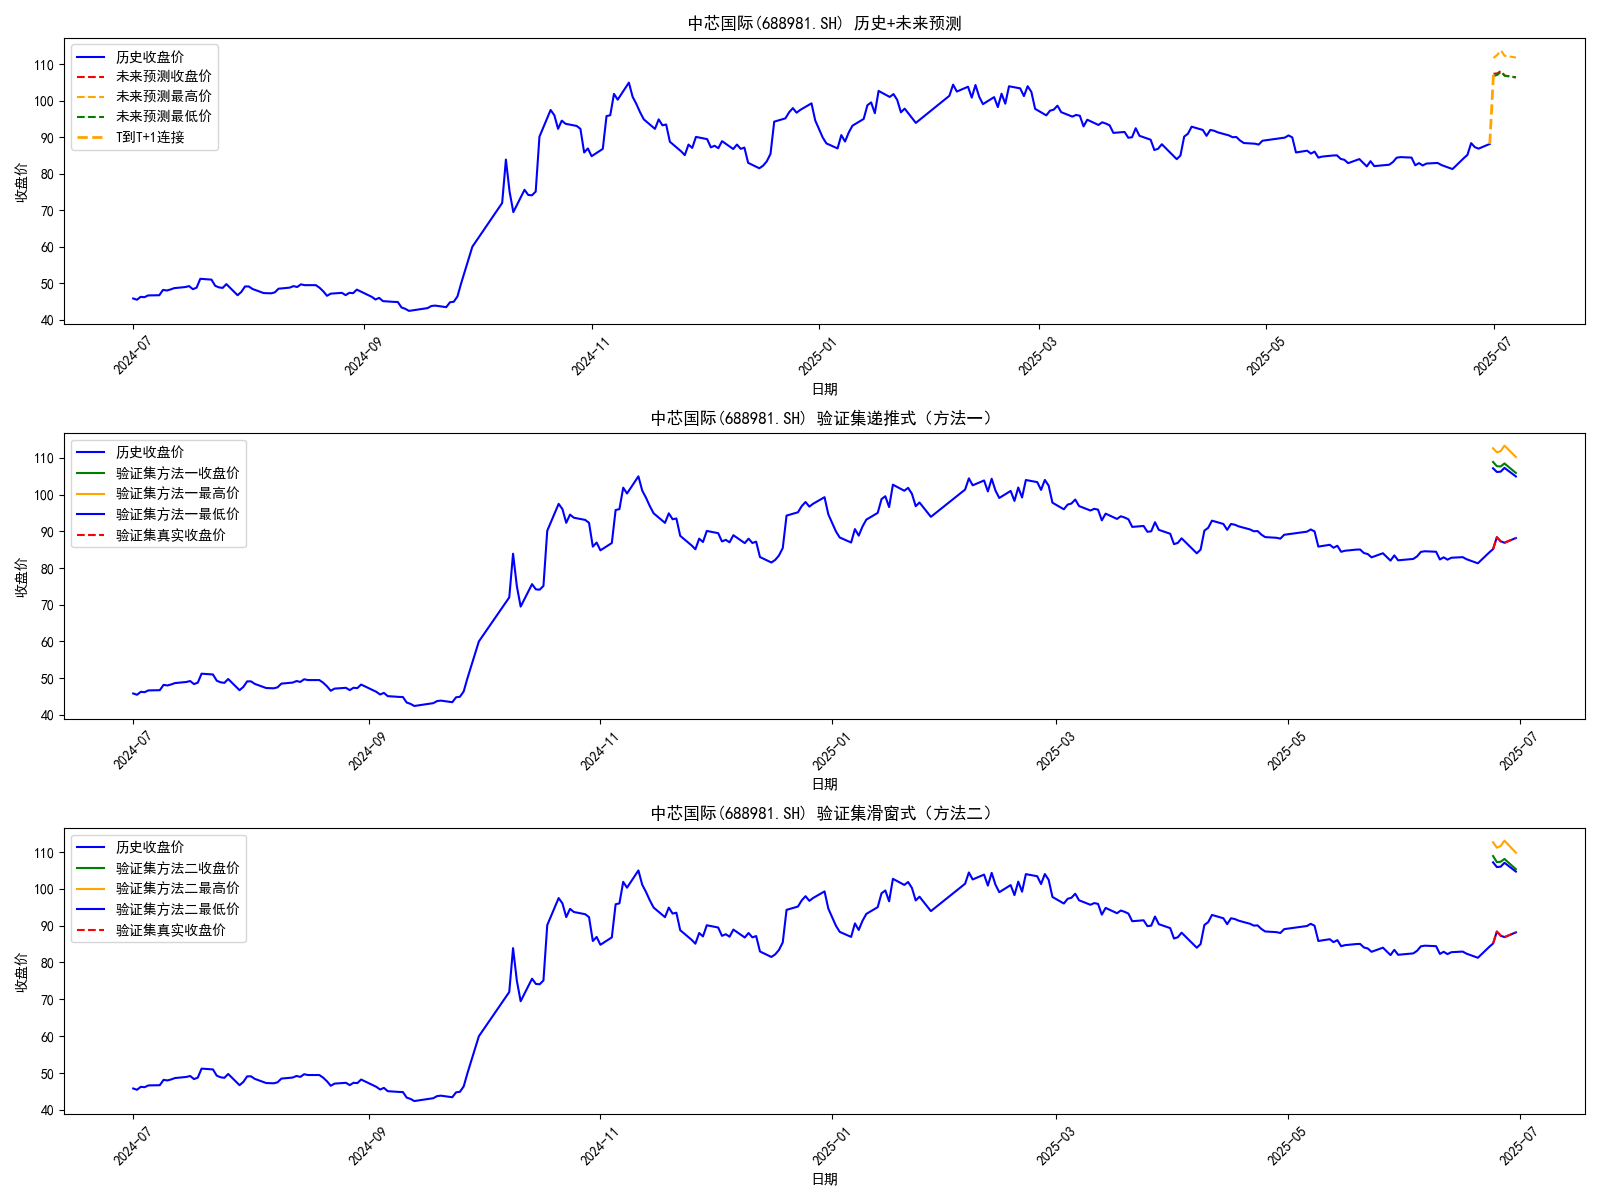 中芯国际(688981.SH) 历史+未来预测
历史收盘价
未来预测收盘价
未来预测最高价
未来预测最低价
T到T+1连接
收盘价
110
100
90
80
70
60
50
40
2024-07
2024-09
2024-11
2025-01
2025-03
2025-05
2025-07
日期
中芯国际(688981.SH) 验证集递推式（方法一）
历史收盘价
验证集方法一收盘价
验证集方法一最高价
验证集方法一最低价
验证集真实收盘价
收盘价
110
100
90
80
70
60
50
40
2024-07
2024-09
2024-11
2025-01
2025-03
2025-05
2025-07
日期
中芯国际(688981.SH) 验证集滑窗式（方法二）
历史收盘价
验证集方法二收盘价
验证集方法二最高价
验证集方法二最低价
验证集真实收盘价
收盘价
110
100
90
80
70
60
50
40
2024-07
2024-09
2024-11
2025-01
2025-03
2025-05
2025-07
日期